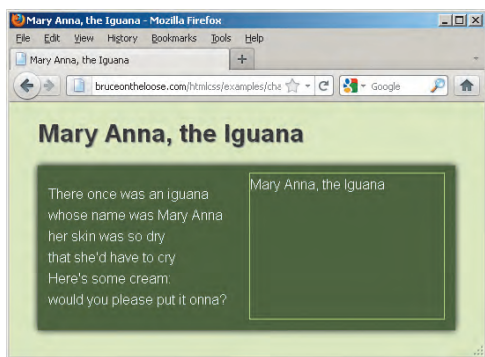 Mary Anna, the Iguana - Mozilla Firefox
File Edit View History Bookmarks Tools Help
Mary Anna, the Iguana +
bruceontheloose.com/htmlcss/examples/cha Google
Mary Anna, the Iguana
There once was an iguana
whose name was Mary Anna
her skin was so dry
that she'd have to cry
Here's some cream:
would you please put it onna?
Mary Anna, the Iguana